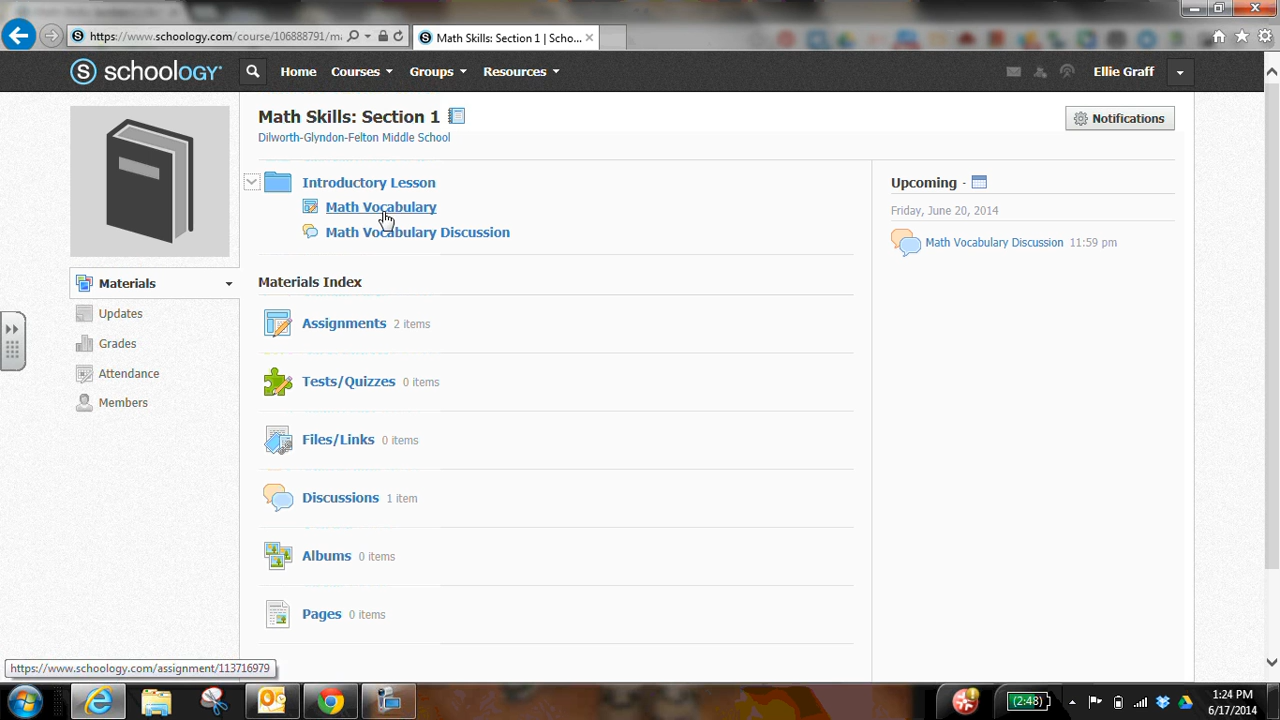 https://www.schoology.com/course/106888791/ma
Math Skills: Section 1 | Scho...
schoology
Home
Courses
Groups
Resources
Ellie Graff
Math Skills: Section 1
Dilworth-Glyndon-Felton Middle School
Notifications
Introductory Lesson
Math Vocabulary
Math Vocabulary Discussion
Upcoming -
Friday, June 20, 2014
Math Vocabulary Discussion 11:59 pm
Materials
Updates
Grades
Attendance
Members
Materials Index
Assignments 2 items
Tests/Quizzes 0 items
Files/Links 0 items
Discussions 1 item
Albums 0 items
Pages 0 items
https://www.schoology.com/assignment/113716979
(2:48)
1:24 PM
6/17/2014